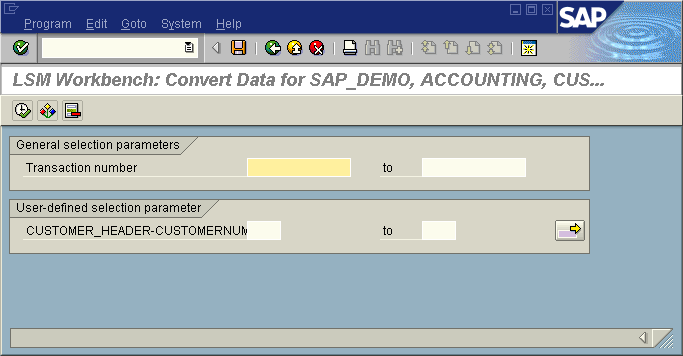 Program Edit Goto System Help
SAP
LSM Workbench: Convert Data for SAP_DEMO, ACCOUNTING, CUS...
General selection parameters
Transaction number to
User-defined selection parameter
CUSTOMER_HEADER-CUSTOMERNUM to